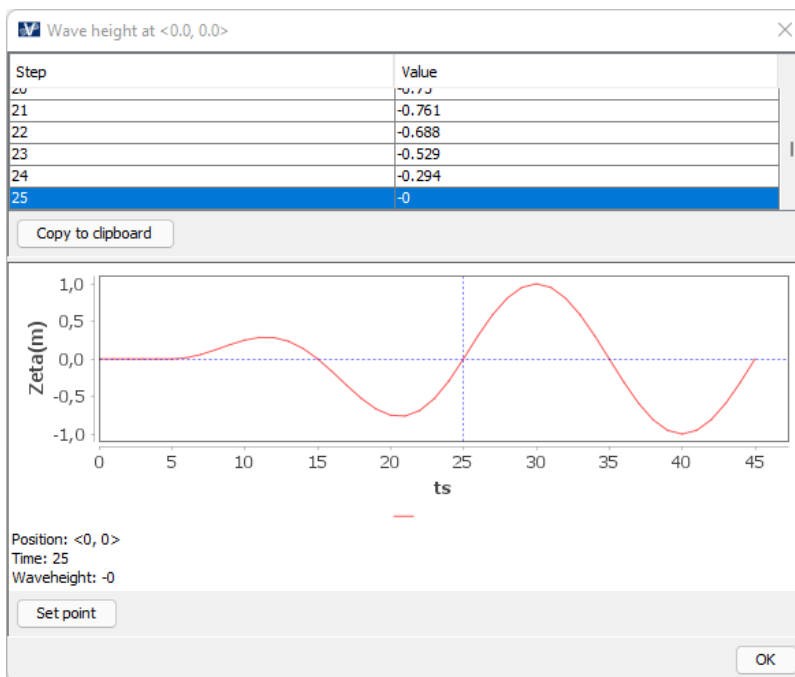 Wave height at <0.0, 0.0>
Step Value
20 -0.75
21 -0.761
22 -0.688
23 -0.529
24 -0.294
25 -0
Copy to clipboard
Zeta(m)
1,0
0,5
0,0
-0,5
-1,0
0 5 10 15 20 25 30 35 40 45
ts
Position: <0, 0>
Time: 25
Waveheight: -0
Set point
OK